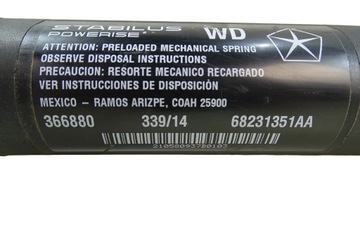 STABILUS WD
POWERISE®
ATTENTION: PRELOADED MECHANICAL SPRING
OBSERVE DISPOSAL INSTRUCTIONS
PRECAUCION: RESORTE MECANICO RECARGADO
VER INSTRUCCIONES DE DISPOSICIÓN
MEXICO - RAMOS ARIZPE, COAH 25900
366880 339/14 68231351AA
21058093780103